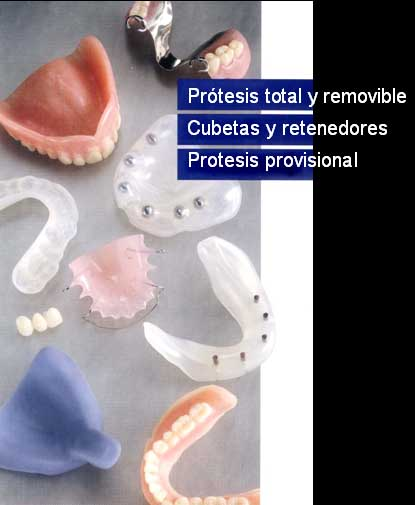 Prótesis total y removible
Cubetas y retenedores
Protesis provisional